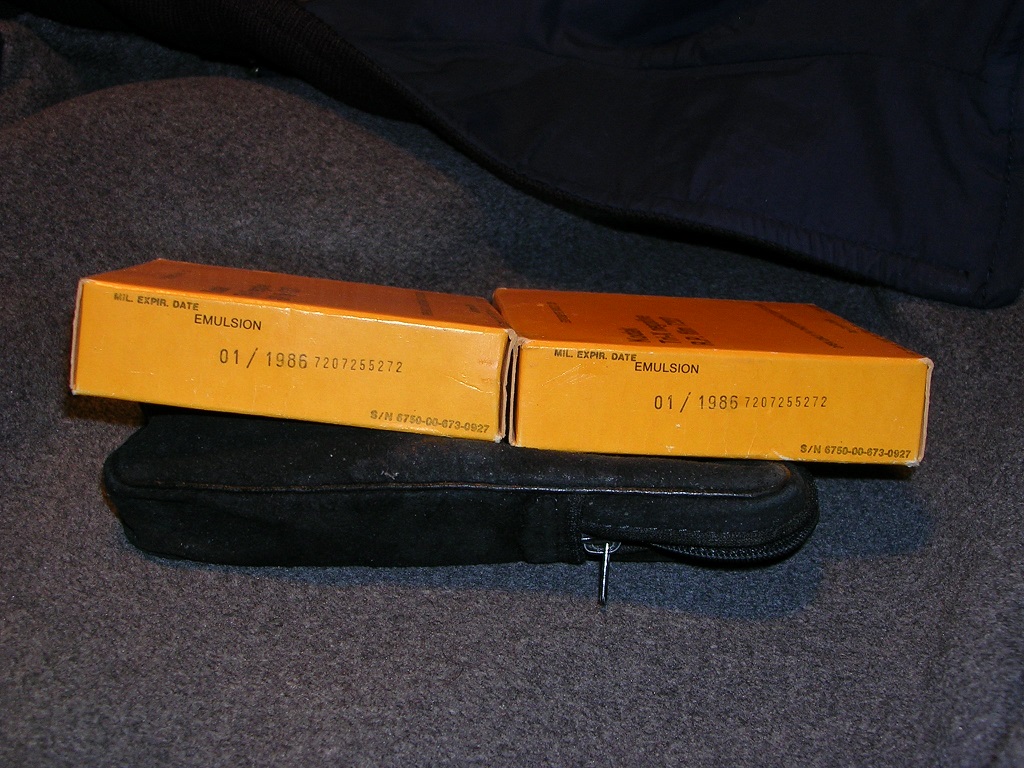 MIL. EXPIR. DATE
EMULSION
01/1986 7207255272
S/N 6750-00-673-0927
MIL. EXPIR. DATE
EMULSION
01/1986 7207255272
S/N 6750-00-673-0927